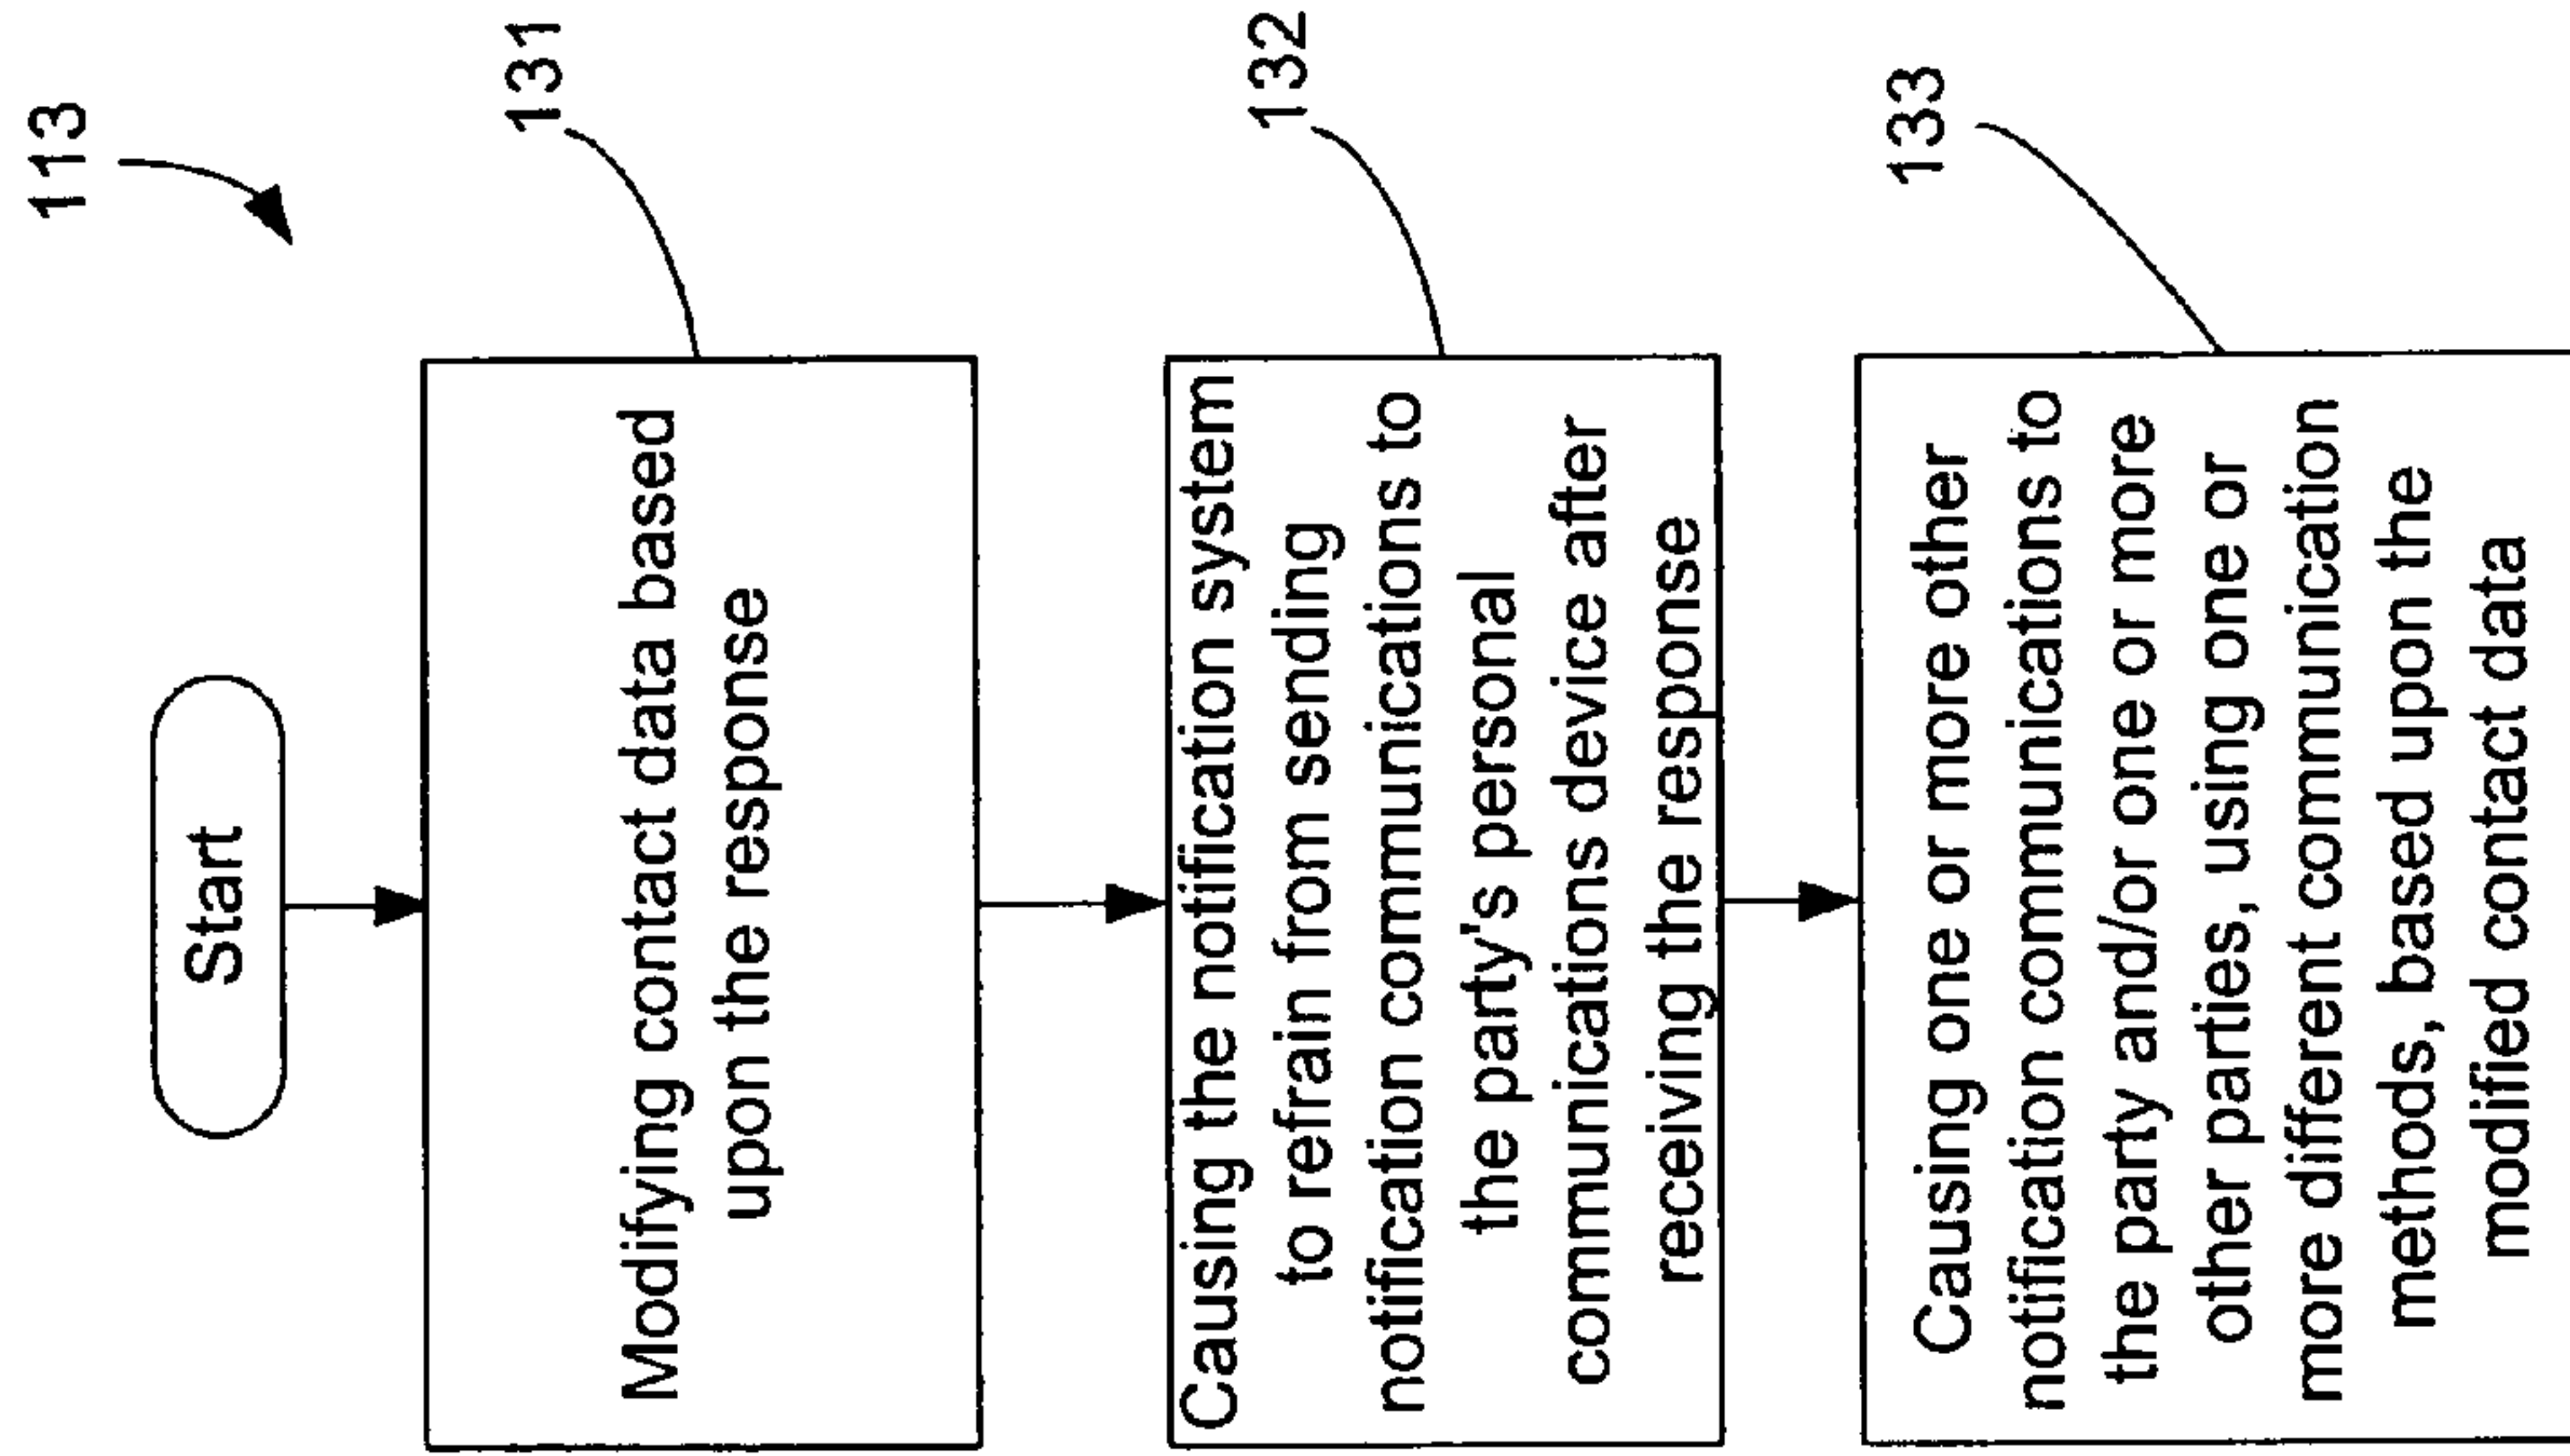 113
Start
131
Modifying contact data based
upon the response
132
Causing the notification system
to refrain from sending
notification communications to
the party's personal
communications device after
receiving the response
133
Causing one or more other
notification communications to
the party and/or one or more
other parties, using one or
more different communication
methods, based upon the
modified contact data